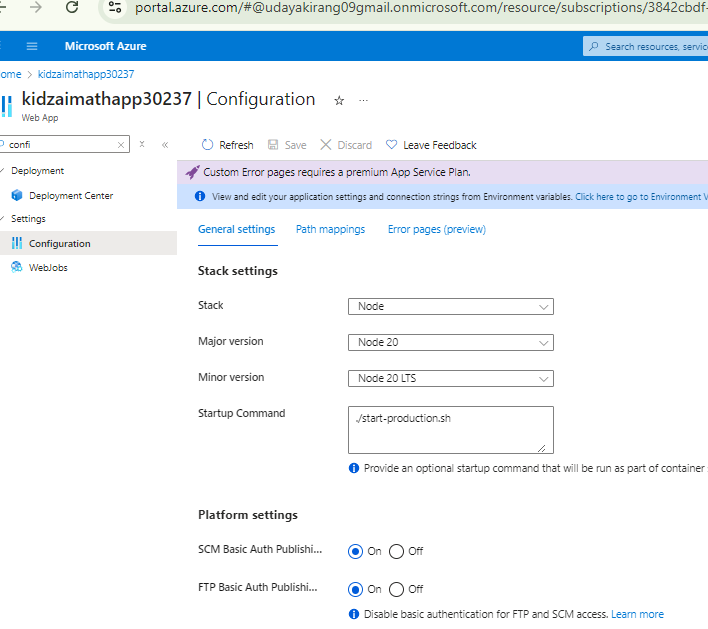 portal.azure.com/#@udayakirang09gmail.onmicrosoft.com/resource/subscriptions/3842cbdf-
Microsoft Azure
Search resources, service
ome > kidzaimathapp30237
kidzaimathapp30237 | Configuration
Web App
confi
Refresh Save Discard Leave Feedback
Custom Error pages requires a premium App Service Plan.
View and edit your application settings and connection strings from Environment variables. Click here to go to Environment V
Deployment
Deployment Center
Settings
Configuration
WebJobs
General settings Path mappings Error pages (preview)
Stack settings
Stack Node
Major version Node 20
Minor version Node 20 LTS
Startup Command ./start-production.sh
Provide an optional startup command that will be run as part of container
Platform settings
SCM Basic Auth Publishi... On Off
FTP Basic Auth Publishi... On Off
Disable basic authentication for FTP and SCM access. Learn more